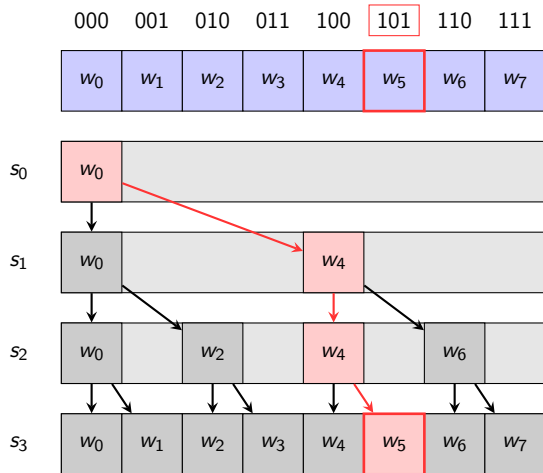 000 001 010 011 100 101 110 111
w₀ w₁ w₂ w₃ w₄ w₅ w₆ w₇
s₀ w₀
s₁ w₀ w₄
s₂ w₀ w₂ w₄ w₆
s₃ w₀ w₁ w₂ w₃ w₄ w₅ w₆ w₇